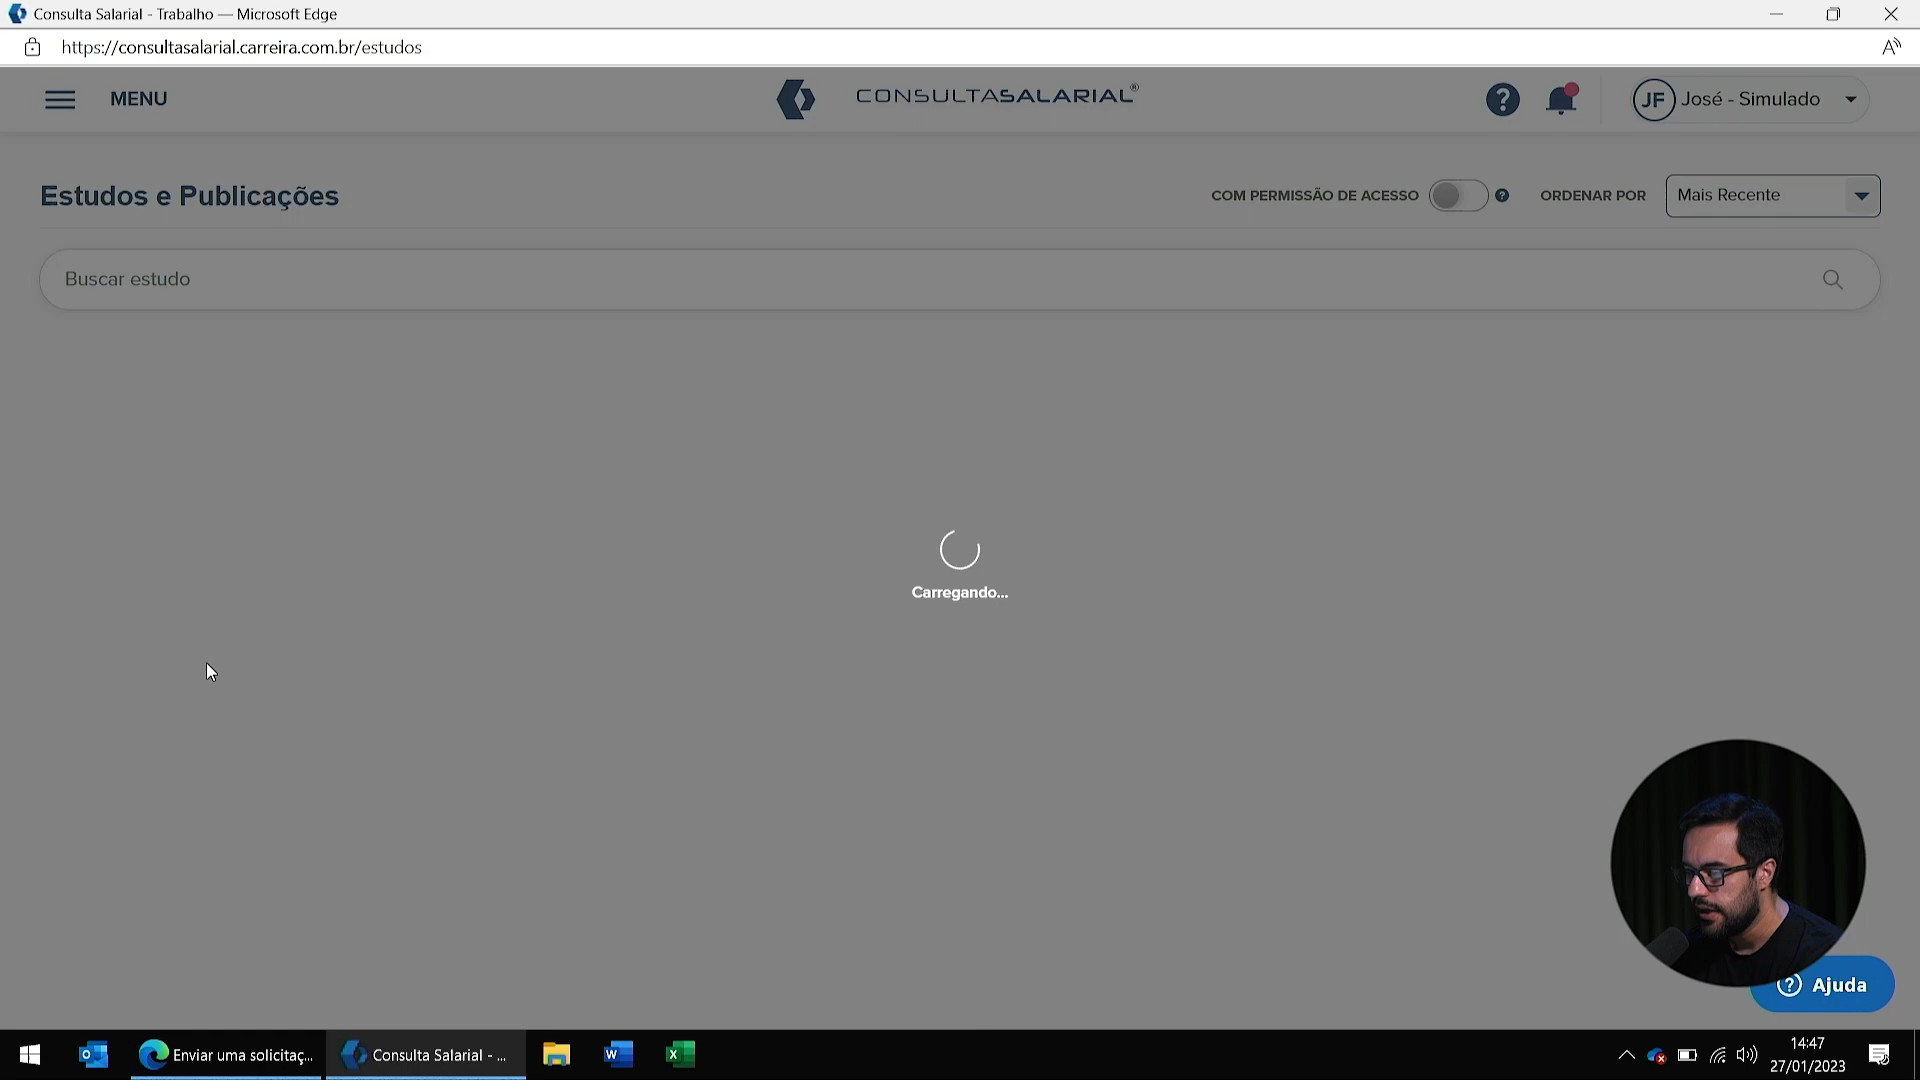 Consulta Salarial - Trabalho — Microsoft Edge
https://consultasalarial.carreira.com.br/estudos
MENU
CONSULTASALARIAL®
JF José - Simulado
Estudos e Publicações
COM PERMISSÃO DE ACESSO
ORDENAR POR
Mais Recente
Buscar estudo
Carregando...
Ajuda
Enviar uma solicitaç...
Consulta Salarial - ...
14:47
27/01/2023